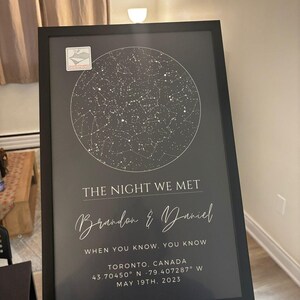 THE NIGHT WE MET
Brandon & Daniel
WHEN YOU KNOW, YOU KNOW
TORONTO, CANADA
43.70450° N -79.407287° W
MAY 19TH, 2023